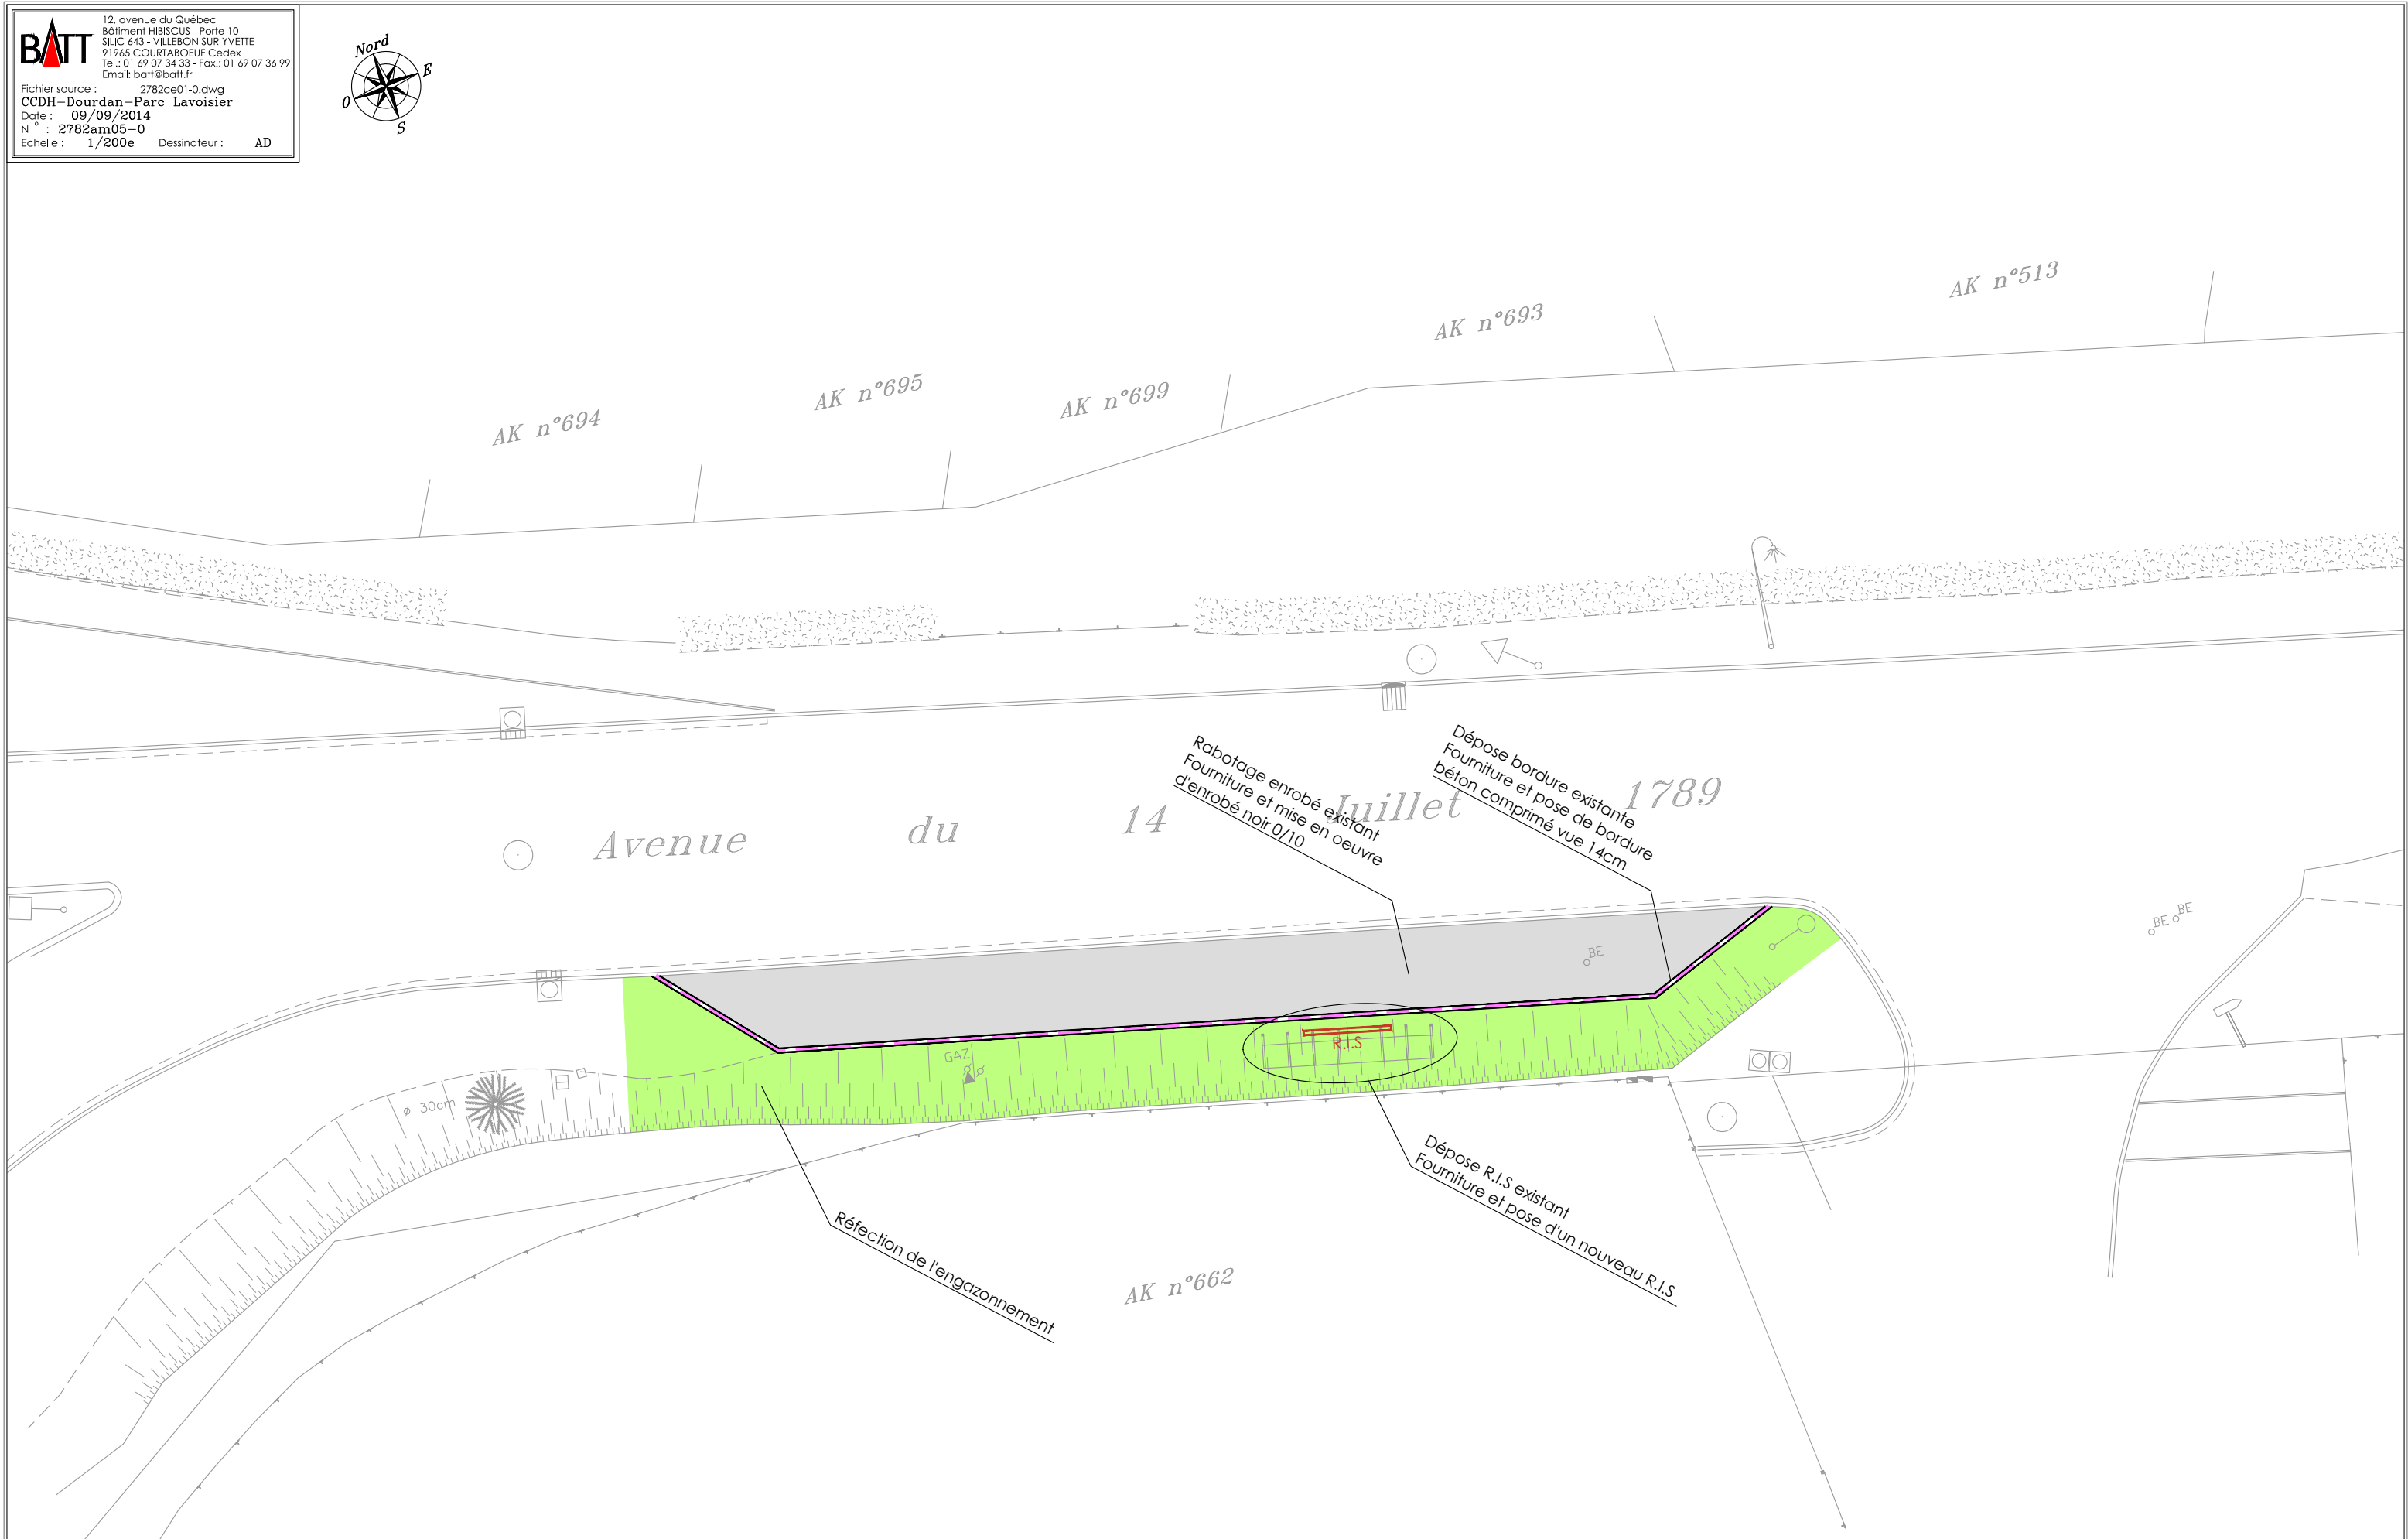 BATT
12, avenue du Québec
Bâtiment HIBISCUS - Porte 10
SILIC 643 - VILLEBON SUR YVETTE
91965 COURTABOEUF Cedex
Tel.: 01 69 07 34 33 - Fax.: 01 69 07 36 99
Email: batt@batt.fr
Fichier source : 2782ce01-0.dwg
CCDH-Dourdan-Parc Lavoisier
Date : 09/09/2014
N° : 2782am05-0
Echelle : 1/200e Dessinateur : AD
Nord
E
O
S
AK n°513
AK n°693
AK n°695
AK n°699
AK n°694
Rabotage enrobé existant
Fourniture et mise en oeuvre
d'enrobé noir 0/10
Dépose bordure existante
Fourniture et pose de bordure
béton comprimé vue 14cm
Avenue du 14 Juillet 1789
BE
BE
BE
GAZ
R.I.S
ø 30cm
Dépose R.I.S existant
Fourniture et pose d'un nouveau R.I.S
Réfection de l'engazonnement
AK n°662